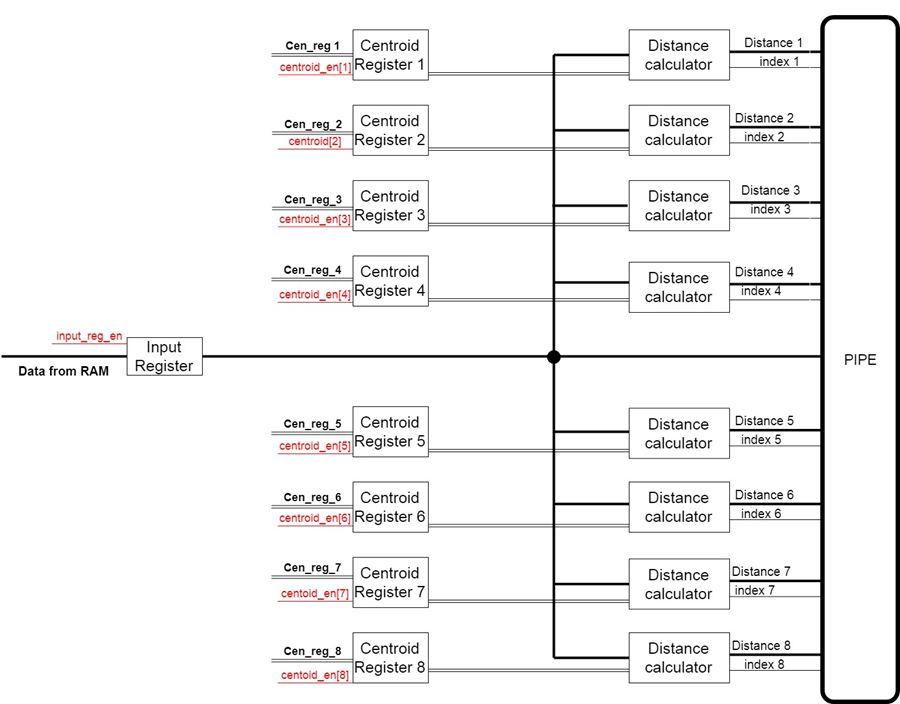 Cen_reg 1
centroid_en[1]
Centroid
Register 1
Distance
calculator
Distance 1
index 1
Cen_reg_2
centroid[2]
Centroid
Register 2
Distance
calculator
Distance 2
index 2
Cen_reg_3
centroid_en[3]
Centroid
Register 3
Distance
calculator
Distance 3
index 3
Cen_reg_4
centroid_en[4]
Centroid
Register 4
Distance
calculator
Distance 4
index 4
input_reg_en
Data from RAM
Input
Register
PIPE
Cen_reg_5
centroid_en[5]
Centroid
Register 5
Distance
calculator
Distance 5
index 5
Cen_reg_6
centroid_en[6]
Centroid
Register 6
Distance
calculator
Distance 6
index 6
Cen_reg_7
centoid_en[7]
Centroid
Register 7
Distance
calculator
Distance 7
index 7
Cen_reg_8
centoid_en[8]
Centroid
Register 8
Distance
calculator
Distance 8
index 8